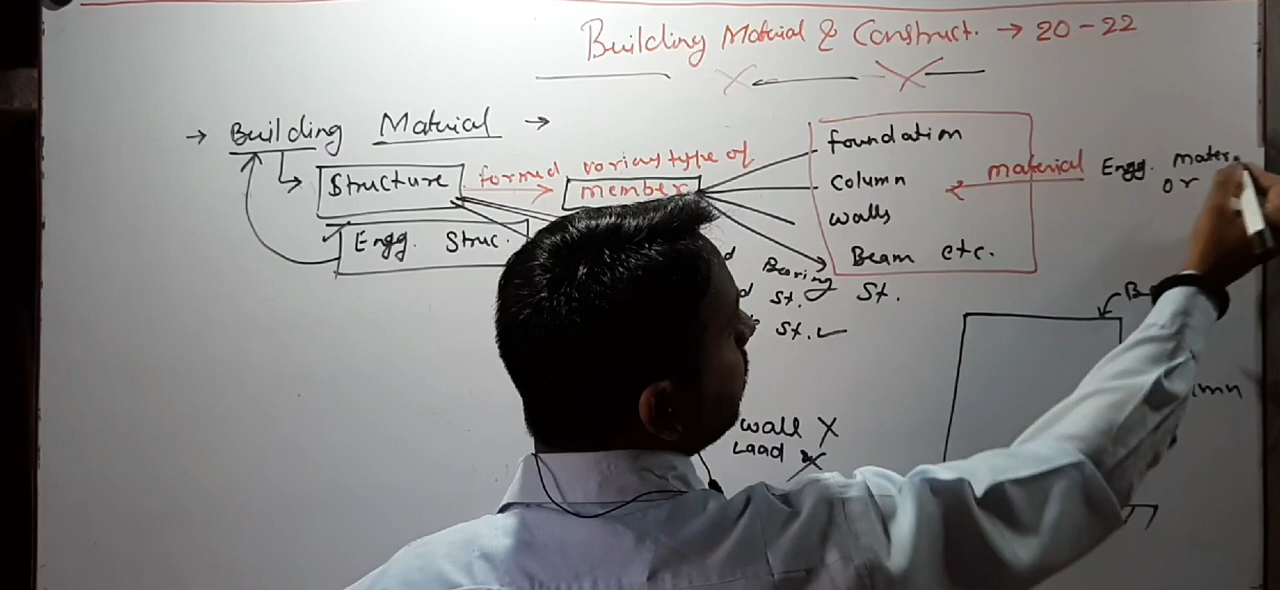 Building Material & Construct. → 20-22
→ Building Material →
Structure formed various type of member
Engg. Struc.
foundation
Column
walls
Beam etc.
material Engg. Mater
or
Bearing St.
St.
St. ✓
wall X
Load X